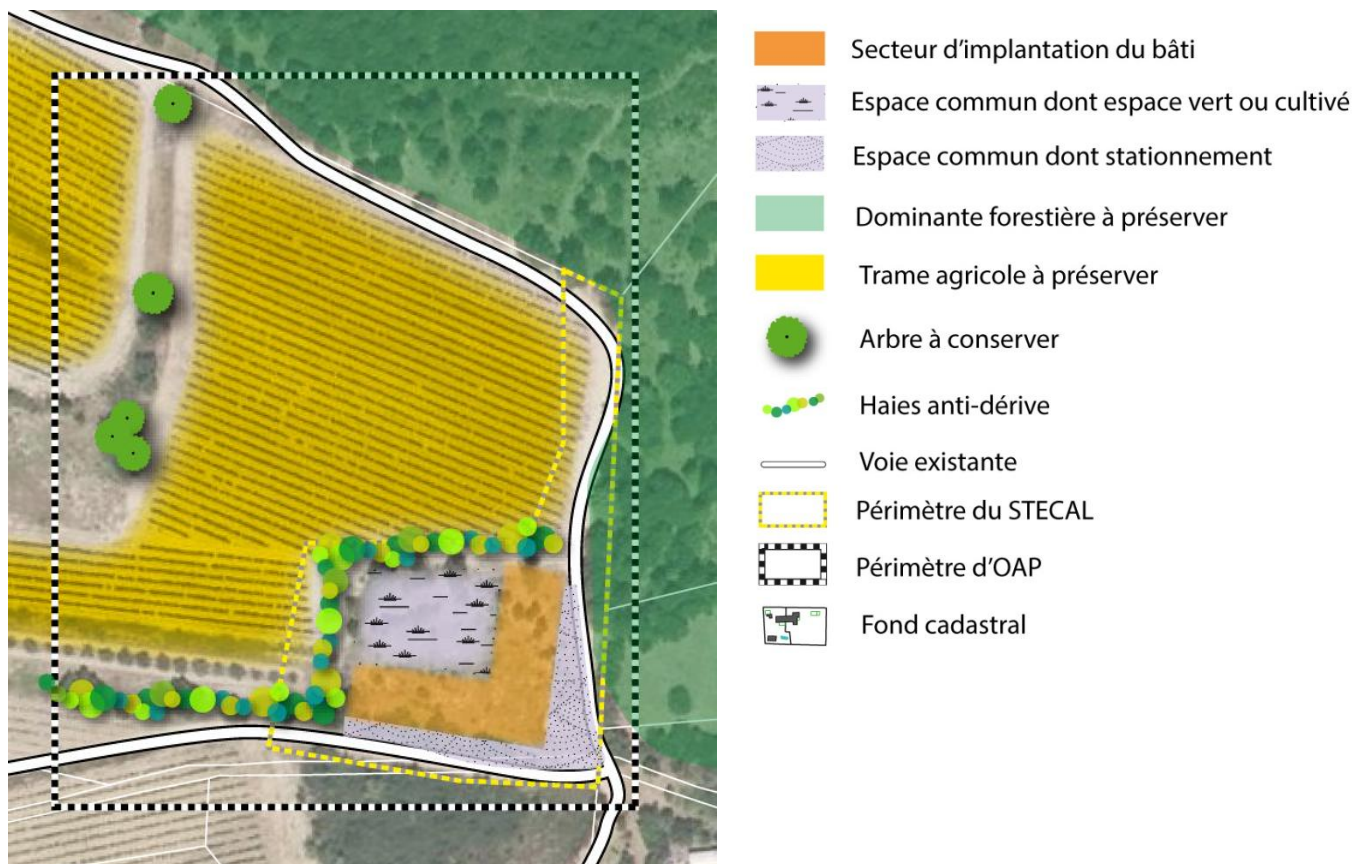 Secteur d’implantation du bâti
Espace commun dont espace vert ou cultivé
Espace commun dont stationnement
Dominante forestière à préserver
Trame agricole à préserver
Arbre à conserver
Haies anti-dérive
Voie existante
Périmètre du STECAL
Périmètre d’OAP
Fond cadastral